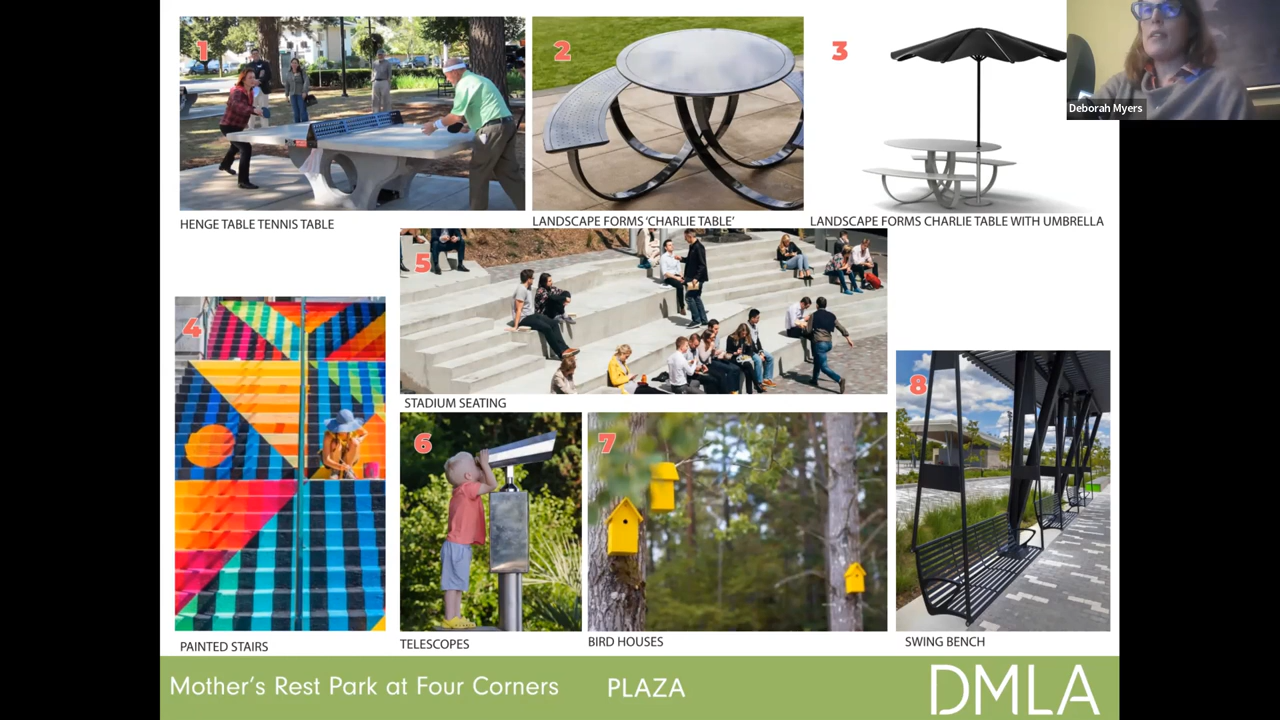 1
2
3
Deborah Myers
HENGE TABLE TENNIS TABLE
LANDSCAPE FORMS 'CHARLIE TABLE'
LANDSCAPE FORMS CHARLIE TABLE WITH UMBRELLA
4
5
STADIUM SEATING
8
6
7
PAINTED STAIRS
TELESCOPES
BIRD HOUSES
SWING BENCH
Mother's Rest Park at Four Corners
PLAZA
DMLA